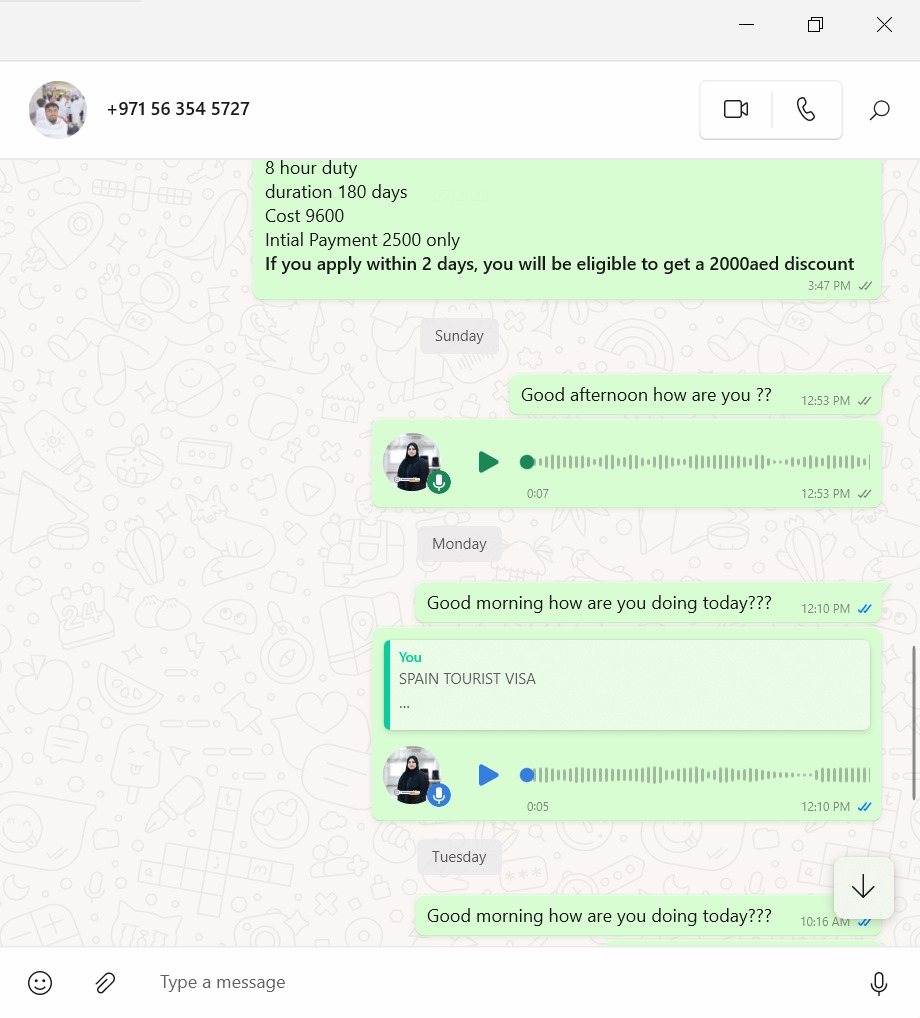 +971 56 354 5727
8 hour duty
duration 180 days
Cost 9600
Intial Payment 2500 only
If you apply within 2 days, you will be eligible to get a 2000aed discount
3:47 PM
Sunday
Good afternoon how are you ??
12:53 PM
0:07
12:53 PM
Monday
Good morning how are you doing today???
12:10 PM
You
SPAIN TOURIST VISA
...
0:05
12:10 PM
Tuesday
Good morning how are you doing today???
10:16 AM
Type a message